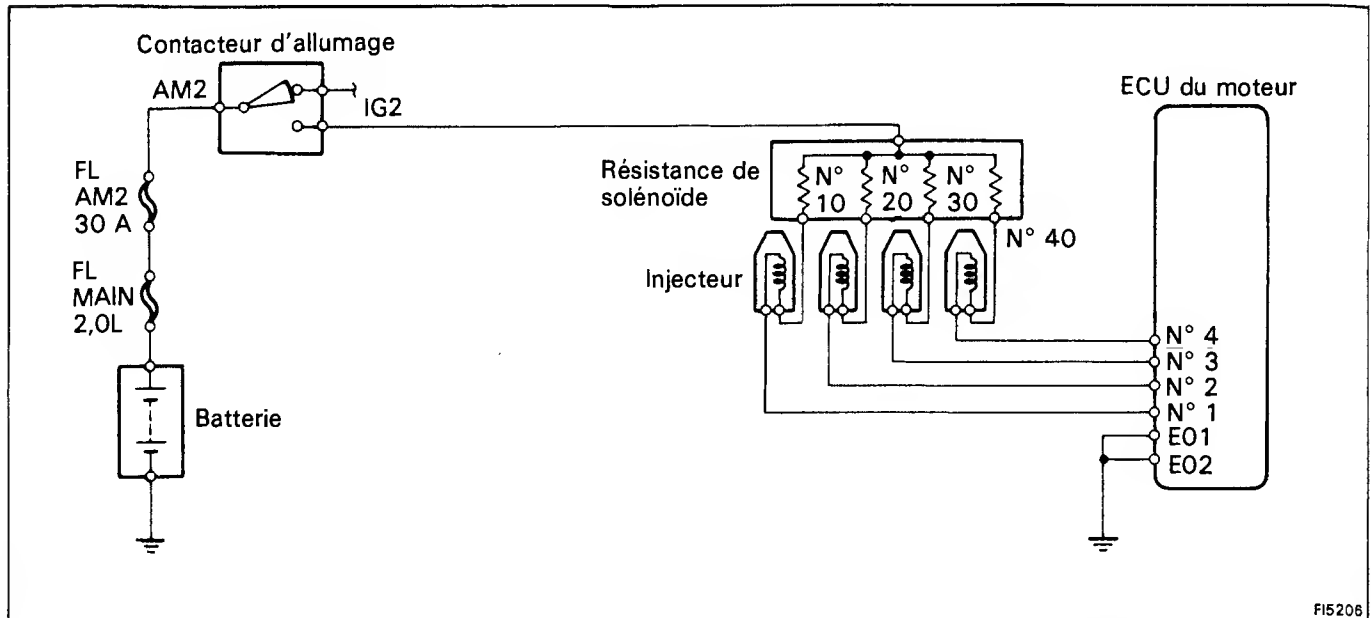 Contacteur d'allumage
AM2
IG2
ECU du moteur
FL
AM2
30 A
Résistance de
solénoïde
N°
10
N°
20
N°
30
N° 40
FL
MAIN
2,0L
Injecteur
Batterie
N° 4
N° 3
N° 2
N° 1
E01
E02
FI5206